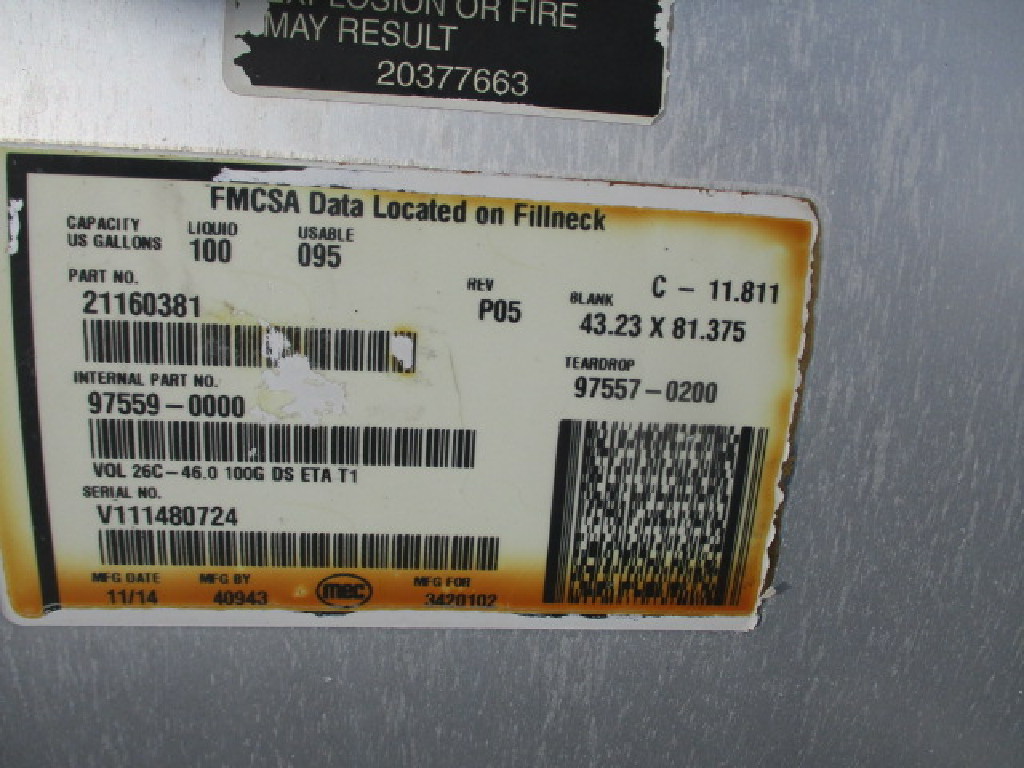 EXPLOSION OR FIRE
MAY RESULT
20377663
FMCSA Data Located on Fillneck
CAPACITY
US GALLONS
LIQUID
100
USABLE
095
PART NO.
21160381
REV
P05
BLANK
C - 11.811
43.23 X 81.375
INTERNAL PART NO.
97559-0000
TEARDROP
97557-0200
VOL 26C-46.0 100G DS ETA T1
SERIAL NO.
V111480724
MFG DATE
11/14
MFG BY
40943
mec
MFG FOR
3420102